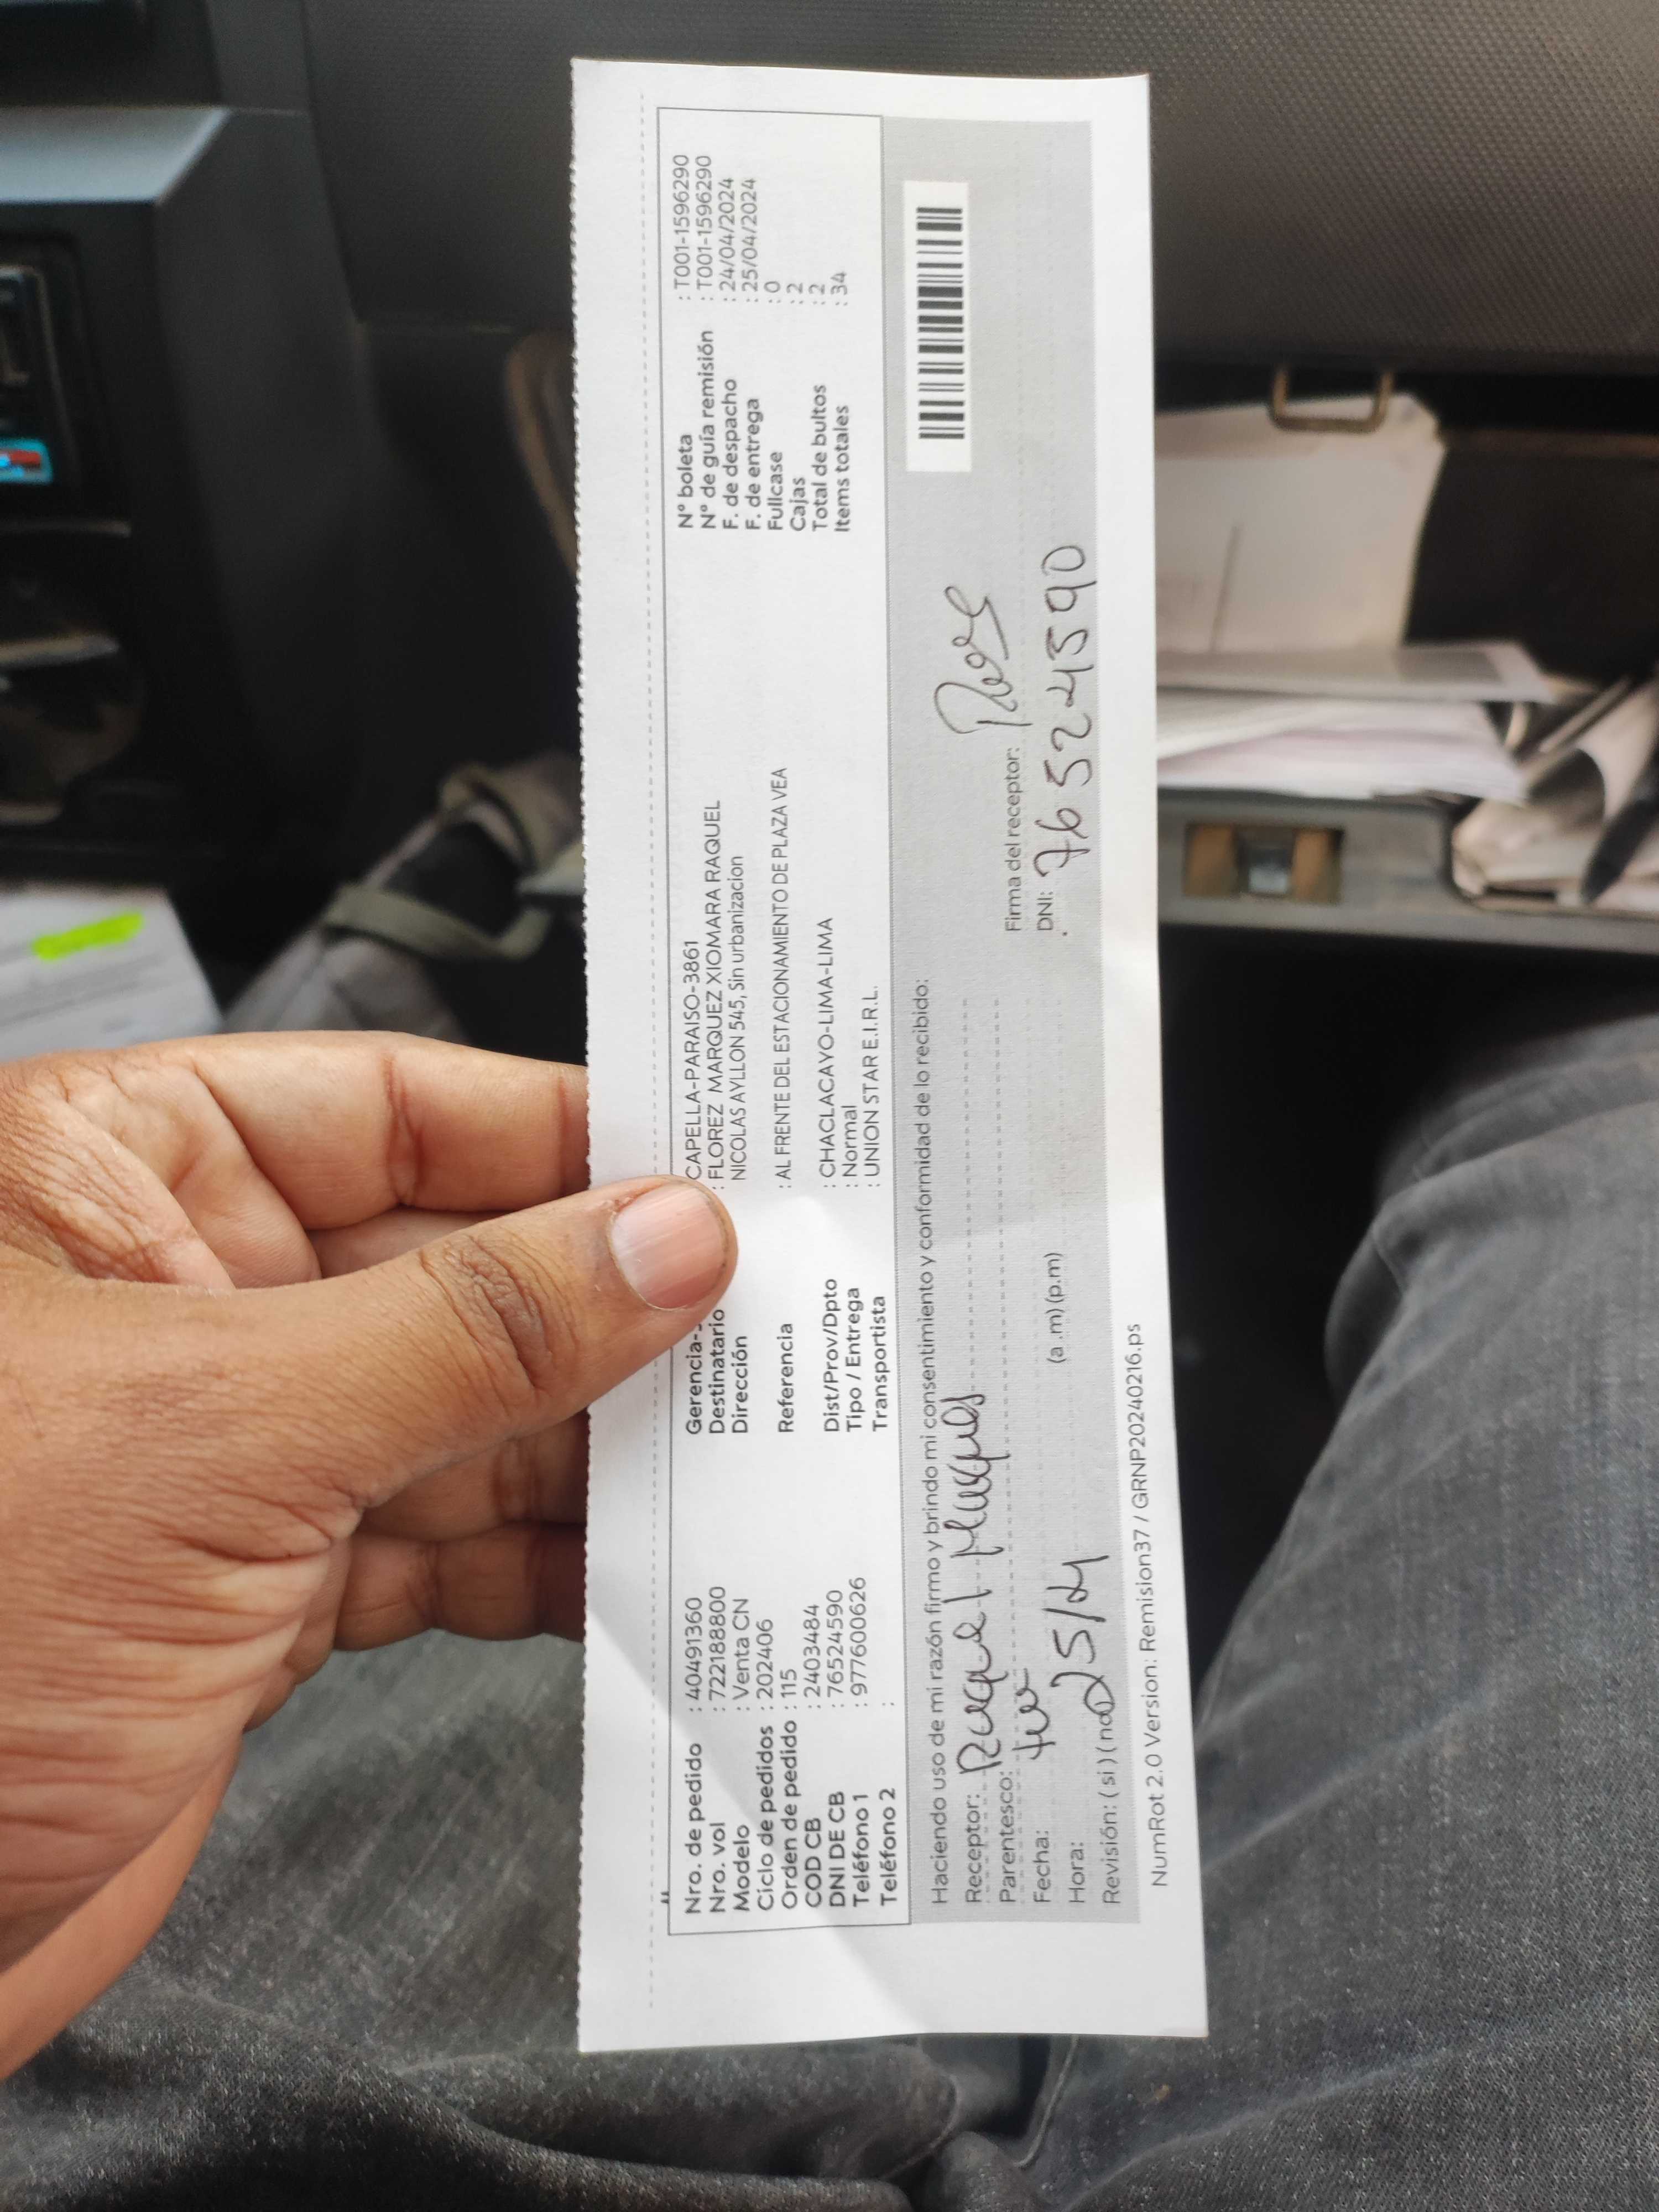 Nro. de pedido : 40491360
Nro. vol : 722188800
Modelo : Venta CN
Ciclo de pedidos : 202406
Orden de pedido : 115
COD CB : 2403484
DNI DE CB : 76524590
Teléfono 1 : 977600626
Teléfono 2 :
Gerencia- CAPELLA-PARAISO-3861
Destinatario : FLOREZ MARQUEZ XIOMARA RAQUEL
Dirección NICOLAS AYLLON 545, Sin urbanizacion
Referencia : AL FRENTE DEL ESTACIONAMIENTO DE PLAZA VEA
Dist/Prov/Dpto : CHACLACAYO-LIMA-LIMA
Tipo / Entrega : Normal
Transportista : UNION STAR E.I.R.L.
N° boleta : T001-1596290
N° de guía remisión : T001-1596290
F. de despacho : 24/04/2024
F. de entrega : 25/04/2024
Fullcase : 0
Cajas : 2
Total de bultos : 2
Items totales : 34
Haciendo uso de mi razón firmo y brindo mi consentimiento y conformidad de lo recibido:
Receptor: Raquel Marquez
Parentesco:
Fecha:
Hora: 25/4 (a .m) (p.m)
Revisión: ( si ) (no
Firma del receptor:
DNI: 76524590
NumRot 2.0 Version: Remision37 / GRNP20240216.ps